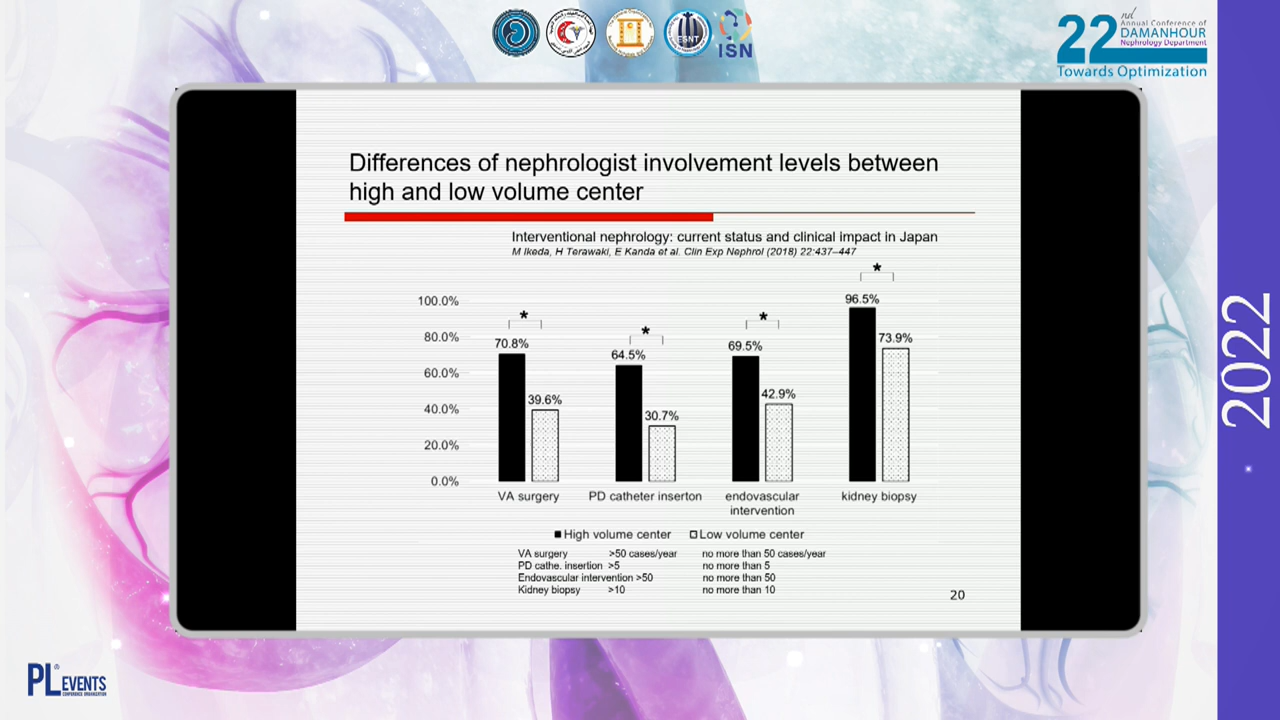 ESNT
ISN
22nd
Annual Conference of
DAMANHOUR
Nephrology Department
Towards Optimization
2022
Differences of nephrologist involvement levels between
high and low volume center
Interventional nephrology: current status and clinical impact in Japan
M Ikeda, H Terawaki, E Kanda et al. Clin Exp Nephrol (2018) 22:437–447
100.0%
80.0%
60.0%
40.0%
20.0%
0.0%
* * * *
70.8% 39.6% 64.5% 30.7% 69.5% 42.9% 96.5% 73.9%
VA surgery PD catheter inserton endovascular kidney biopsy
intervention
High volume center Low volume center
VA surgery >50 cases/year no more than 50 cases/year
PD cathe. insertion >5 no more than 5
Endovascular intervention >50 no more than 50
Kidney biopsy >10 no more than 10
20
PL® EVENTS
CONFERENCE ORGANIZATION